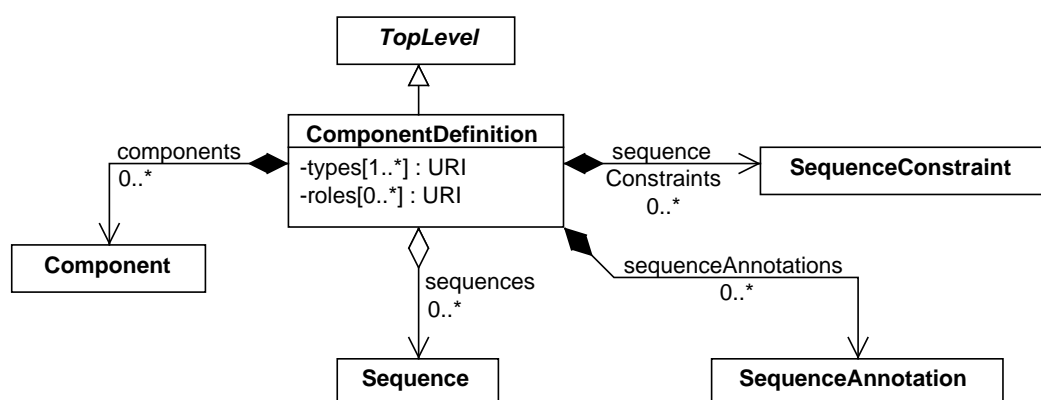 TopLevel
ComponentDefinition
-types[1..*] : URI
-roles[0..*] : URI
components
0..*
sequence
Constraints
0..*
SequenceConstraint
Component
sequences
0..*
sequenceAnnotations
0..*
Sequence
SequenceAnnotation